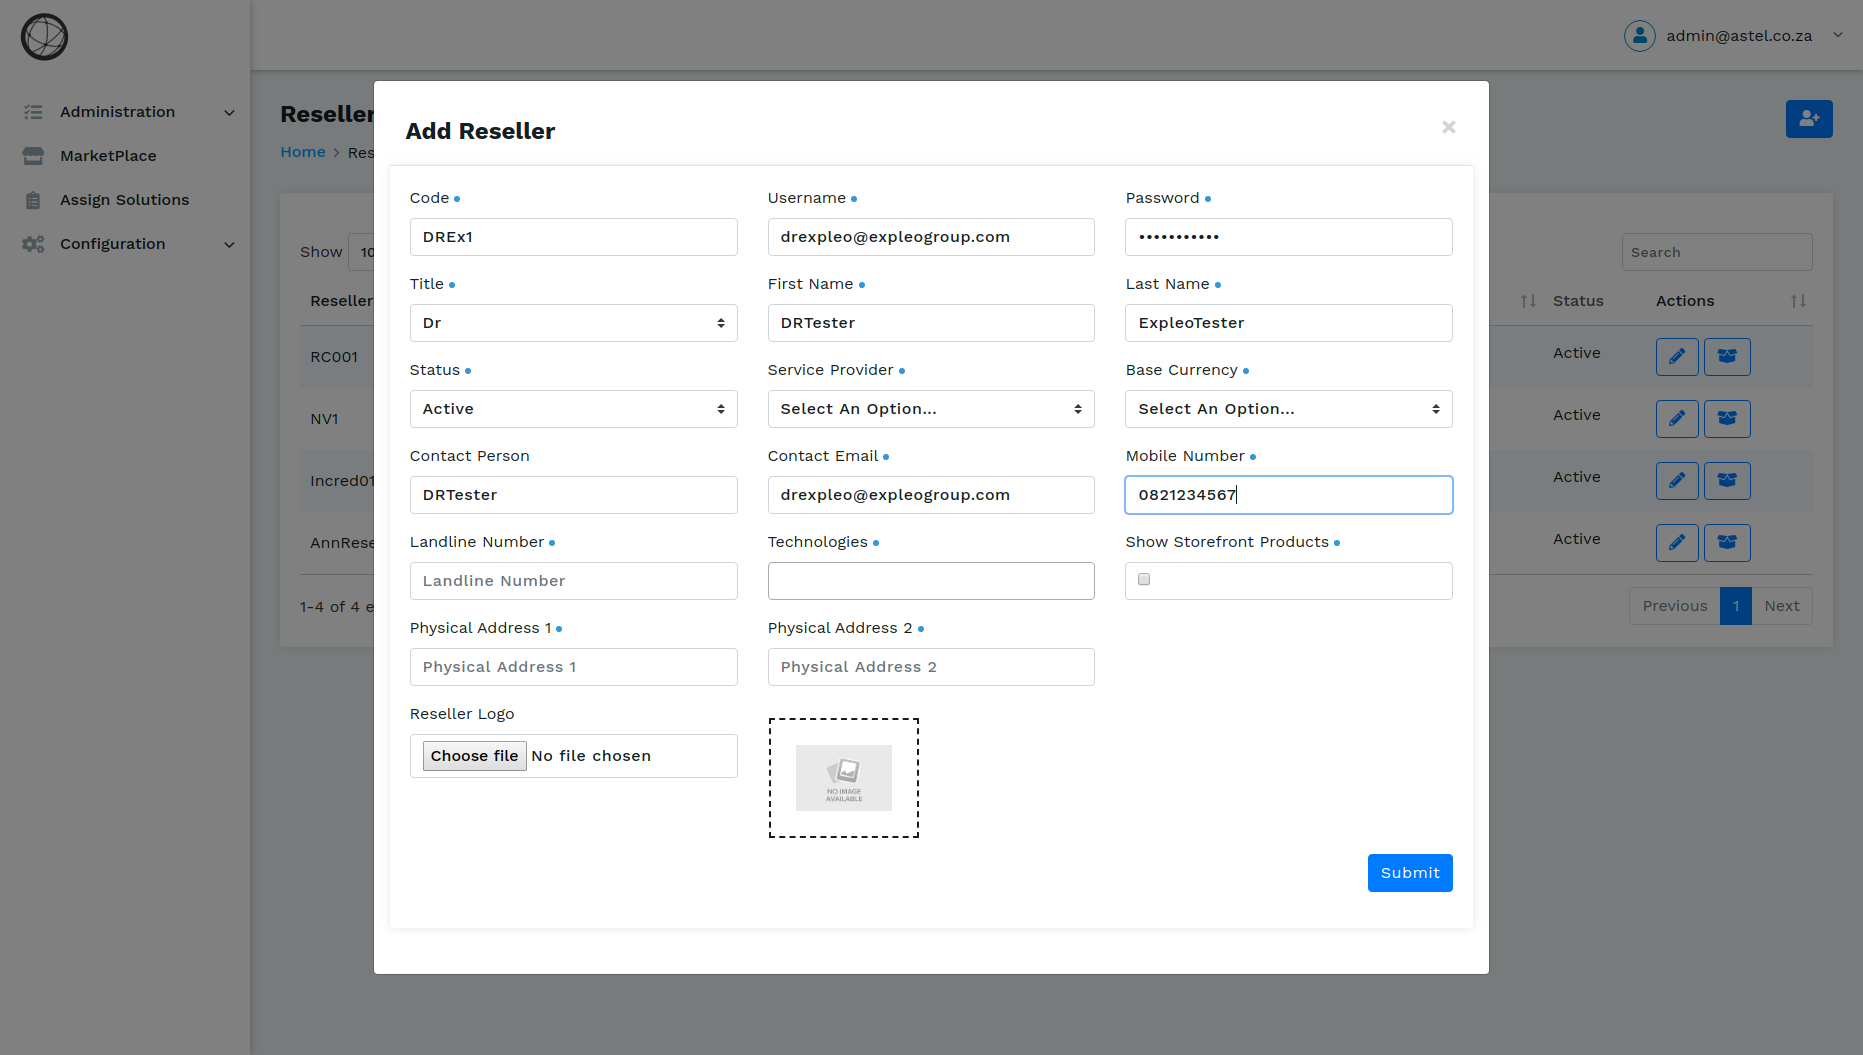 admin@astel.co.za
Administration
MarketPlace
Assign Solutions
Configuration
Reseller
Home > Res
Show 10
Search
Reseller
Status Actions
RC001 Active
NV1 Active
Incred01 Active
AnnRese Active
1-4 of 4 e
Previous 1 Next
Add Reseller
×
Code Username Password
DREx1 drexpleo@expleogroup.com •••••••••••
Title First Name Last Name
Dr DRTester ExpleoTester
Status Service Provider Base Currency
Active Select An Option... Select An Option...
Contact Person Contact Email Mobile Number
DRTester drexpleo@expleogroup.com 0821234567
Landline Number Technologies Show Storefront Products
Landline Number
Physical Address 1 Physical Address 2
Physical Address 1 Physical Address 2
Reseller Logo
Choose file No file chosen
NO IMAGE
AVAILABLE
Submit